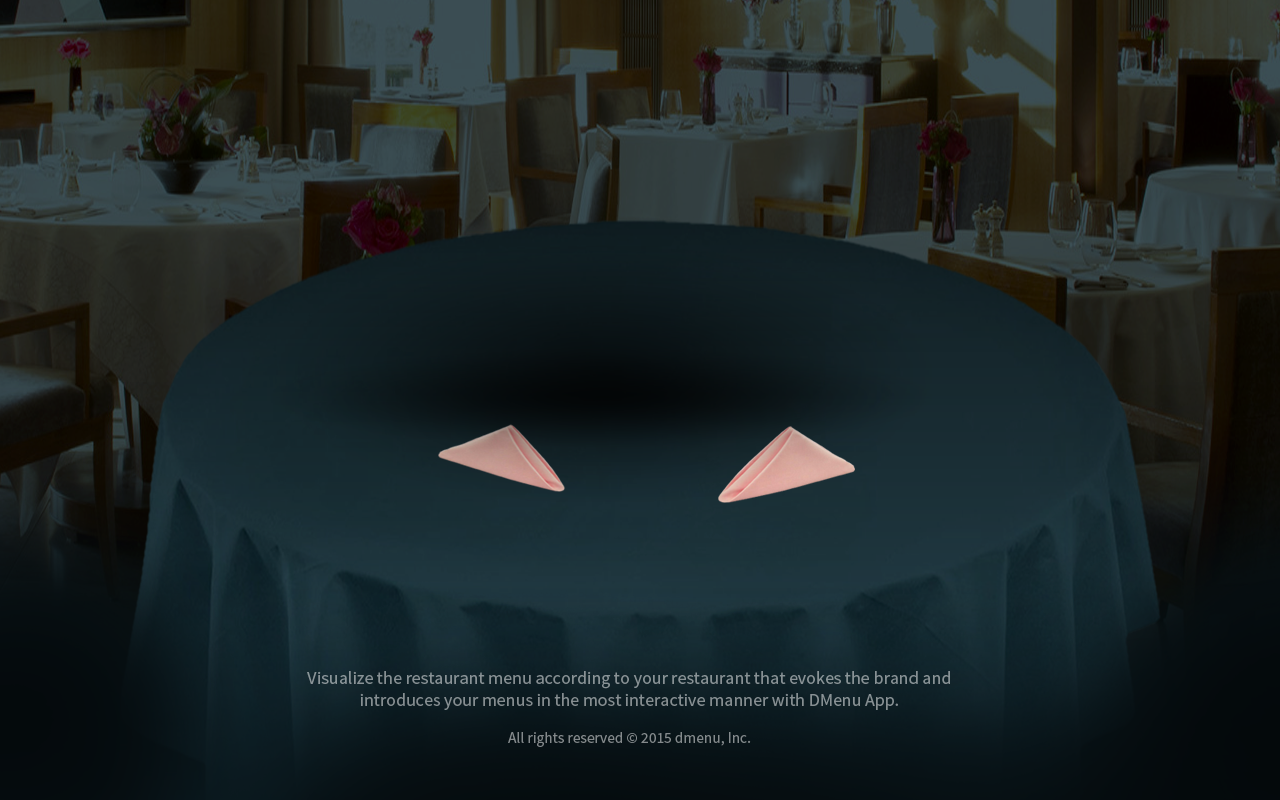 Visualize the restaurant menu according to your restaurant that evokes the brand and
introduces your menus in the most interactive manner with DMenu App.
All rights reserved © 2015 dmenu, Inc.